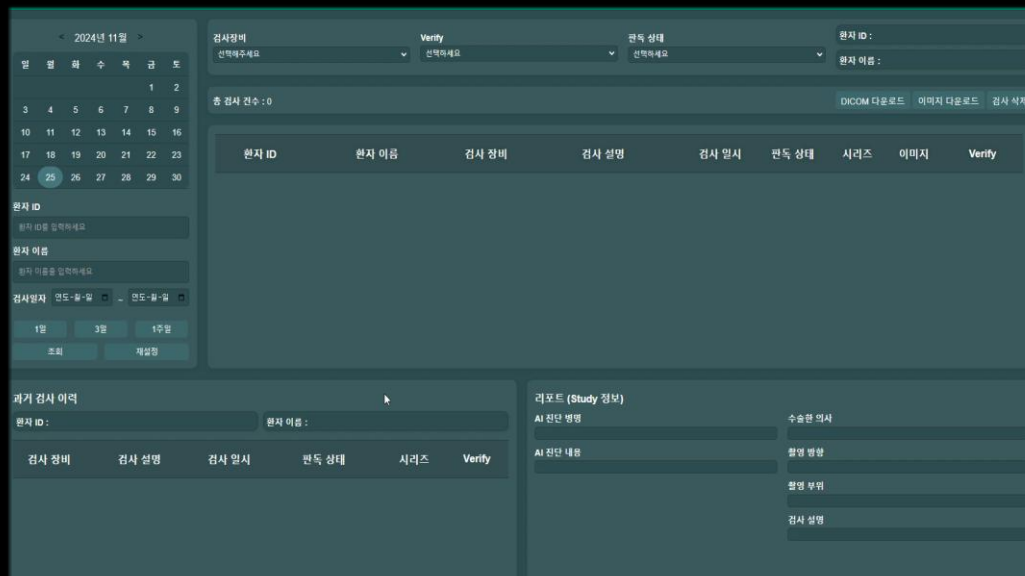 < 2024년 11월 >
일 월 화 수 목 금 토
1 2
3 4 5 6 7 8 9
10 11 12 13 14 15 16
17 18 19 20 21 22 23
24 25 26 27 28 29 30
환자 ID
환자 ID를 입력하세요
환자 이름
환자 이름을 입력하세요
검사일자 연도-월-일 ~ 연도-월-일
1일 3일 1주일
조회 재설정
검사장비 Verify 판독 상태
선택해주세요 선택하세요 선택하세요
환자 ID :
환자 이름 :
총 검사 건수 : 0
DICOM 다운로드 이미지 다운로드 검사 삭제
환자 ID 환자 이름 검사 장비 검사 설명 검사 일시 판독 상태 시리즈 이미지 Verify
과거 검사 이력
환자 ID : 환자 이름 :
검사 장비 검사 설명 검사 일시 판독 상태 시리즈 Verify
리포트 (Study 정보)
AI 진단 병명
AI 진단 내용
수술한 의사
촬영 방향
촬영 부위
검사 설명